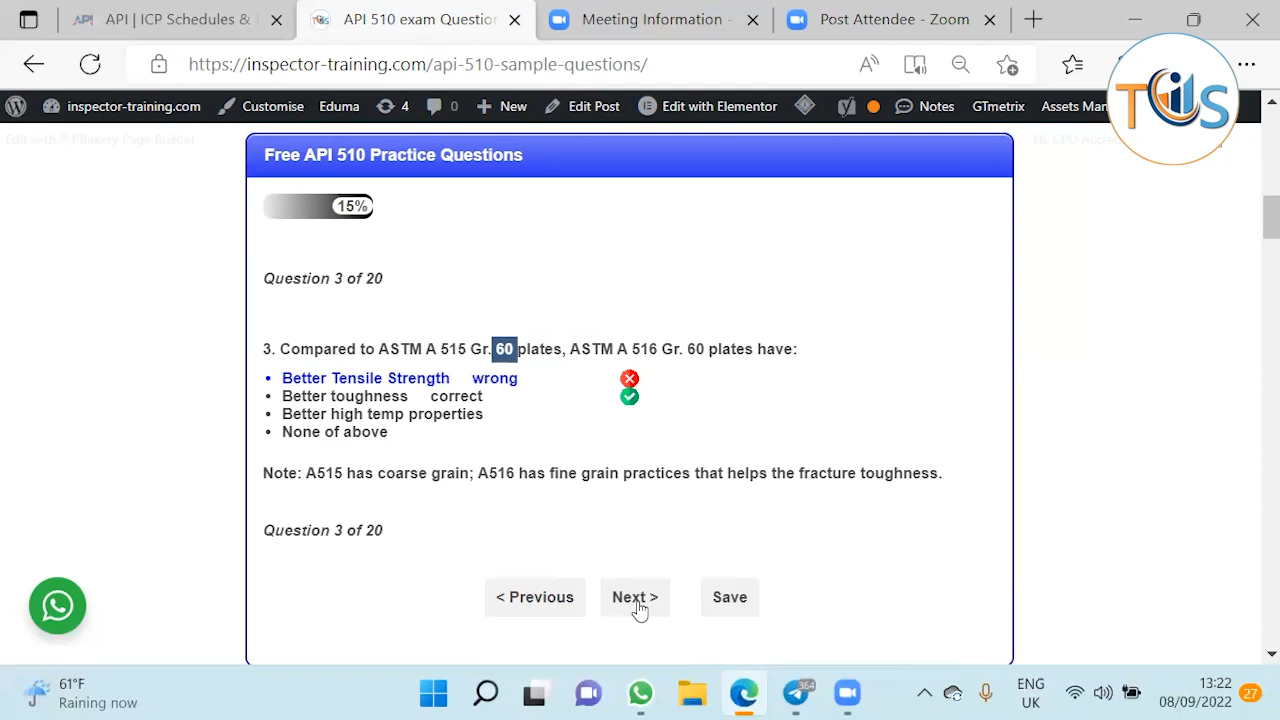 API | ICP Schedules &
API 510 exam Question
Meeting Information -
Post Attendee - Zoom
https://inspector-training.com/api-510-sample-questions/
inspector-training.com
Customise
Eduma
4
0
New
Edit Post
Edit with Elementor
Notes
GTmetrix
Assets Man
TIS
Free API 510 Practice Questions
15%
Question 3 of 20
3. Compared to ASTM A 515 Gr. 60 plates, ASTM A 516 Gr. 60 plates have:
• Better Tensile Strength wrong
• Better toughness correct
• Better high temp properties
• None of above
Note: A515 has coarse grain; A516 has fine grain practices that helps the fracture toughness.
Question 3 of 20
< Previous
Next >
Save
61°F
Raining now
364
ENG
UK
13:22
08/09/2022
27